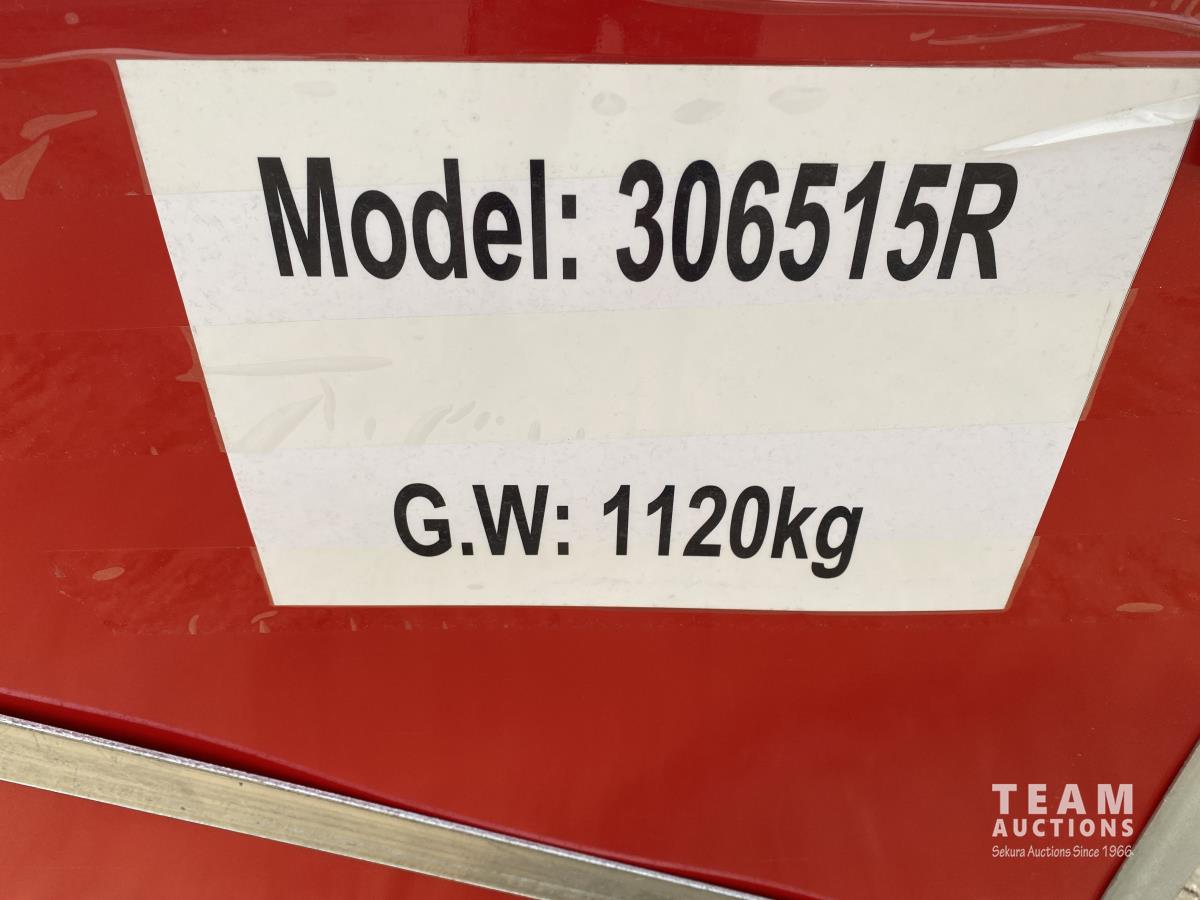 Model: 306515R
G.W: 1120kg
TEAM
AUCTIONS
Sekura Auctions Since 1966